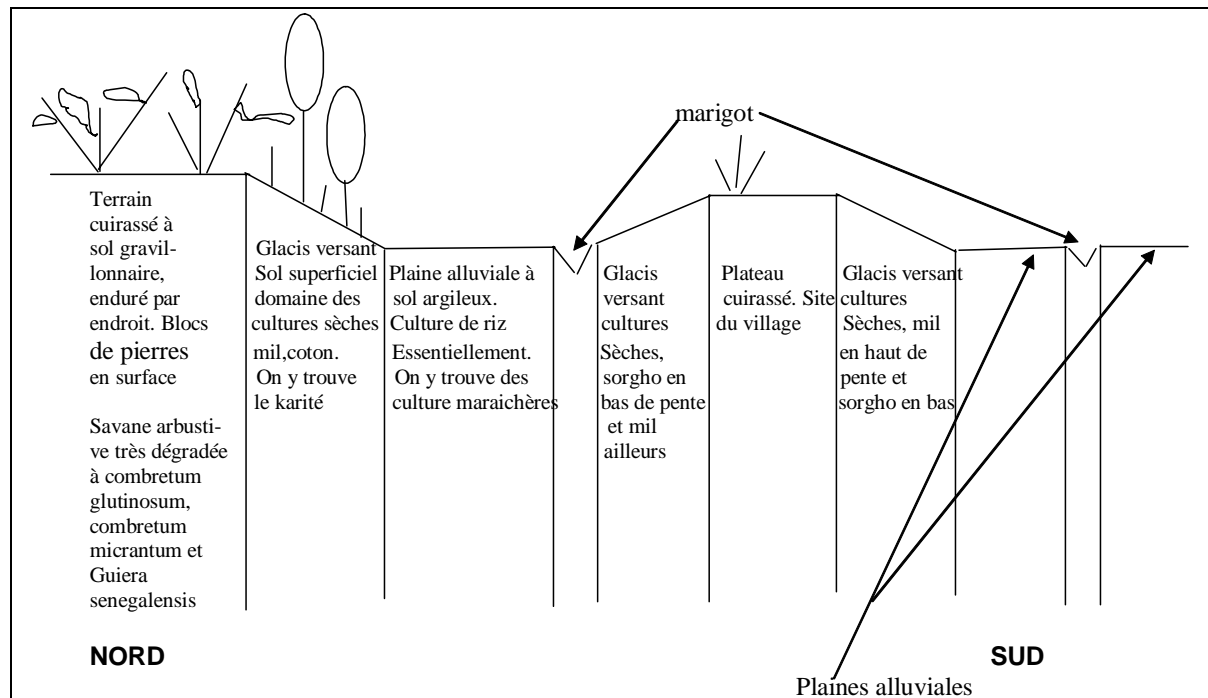 marigot
Terrain
cuirassé à
sol gravil-
lonnaire,
enduré par
endroit. Blocs
de pierres
en surface
Savane arbusti-
ve très dégradée
à combretum
glutinosum,
combretum
micrantum et
Guiera
senegalensis
Glacis versant
Sol superficiel
domaine des
cultures sèches
mil,coton.
On y trouve
le karité
Plaine alluviale à
sol argileux.
Culture de riz
Essentiellement.
On y trouve des
culture maraichères
Glacis
versant
cultures
Sèches,
sorgho en
bas de pente
et mil
ailleurs
Plateau
cuirassé. Site
du village
Glacis versant
cultures
Sèches, mil
en haut de
pente et
sorgho en bas
NORD
SUD
Plaines alluviales